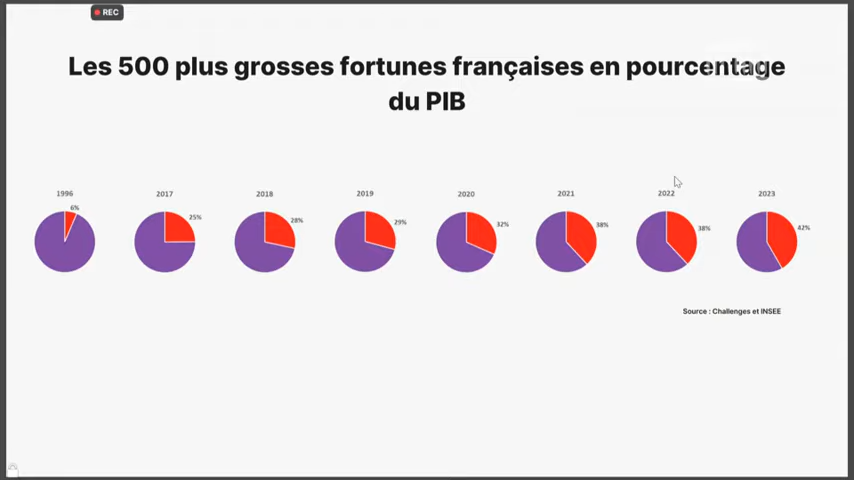 REC
Les 500 plus grosses fortunes françaises en pourcentage
du PIB
1996 2017 2018 2019 2020 2021 2022 2023
6% 25% 28% 29% 32% 38% 38% 42%
Source : Challenges et INSEE